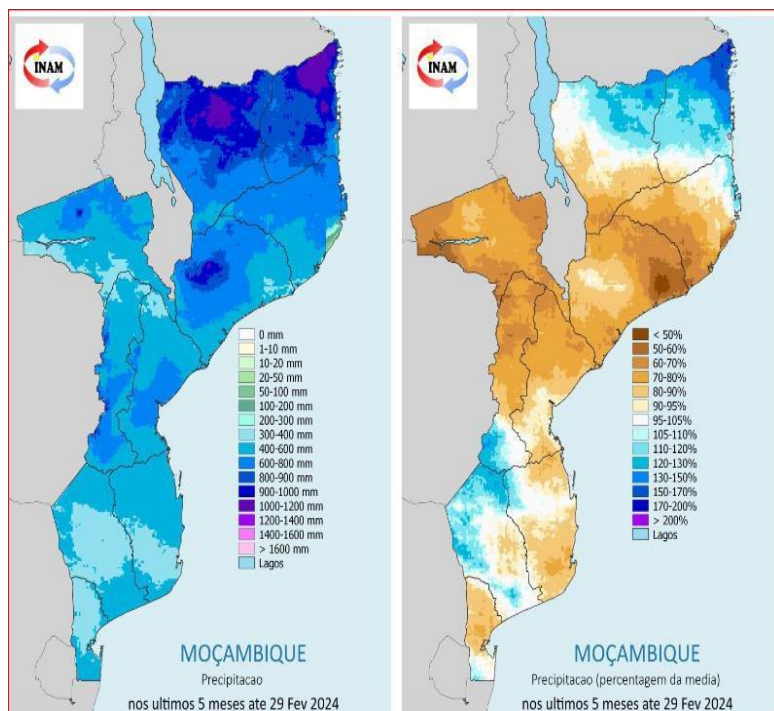 INAM
0 mm
1-10 mm
10-20 mm
20-50 mm
50-100 mm
100-200 mm
200-300 mm
300-400 mm
400-600 mm
600-800 mm
800-900 mm
900-1000 mm
1000-1200 mm
1200-1400 mm
1400-1600 mm
> 1600 mm
Lagos
MOÇAMBIQUE
Precipitacao
nos ultimos 5 meses ate 29 Fev 2024
INAM
< 50%
50-60%
60-70%
70-80%
80-90%
90-95%
95-105%
105-110%
110-120%
120-130%
130-150%
150-170%
170-200%
> 200%
Lagos
MOÇAMBIQUE
Precipitacao (percentagem da media)
nos ultimos 5 meses ate 29 Fev 2024